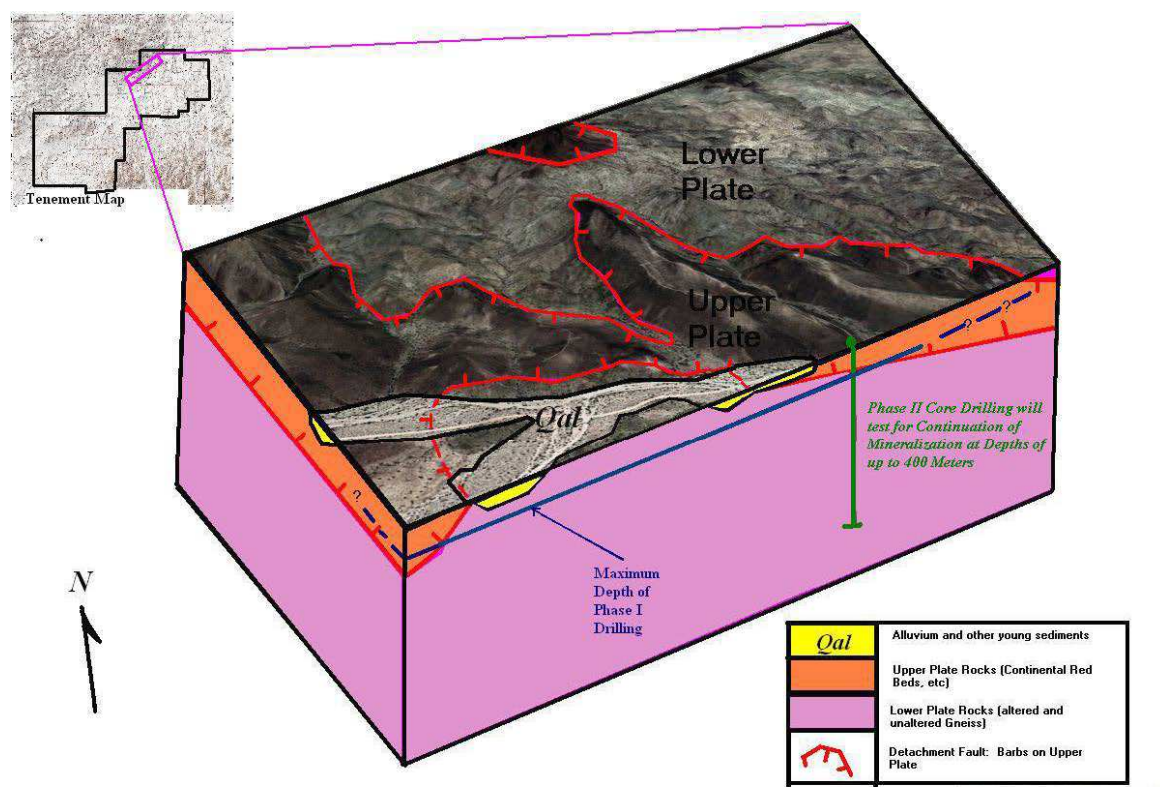 Tenement Map
Lower
Plate
Upper
Plate
Qal
?
?
?
Phase II Core Drilling will
test for Continuation of
Mineralization at Depths of
up to 400 Meters
Maximum
Depth of
Phase I
Drilling
N
Qal
Alluvium and other young sediments
Upper Plate Rocks (Continental Red
Beds, etc)
Lower Plate Rocks (altered and
unaltered Gneiss)
Detachment Fault: Barbs on Upper
Plate